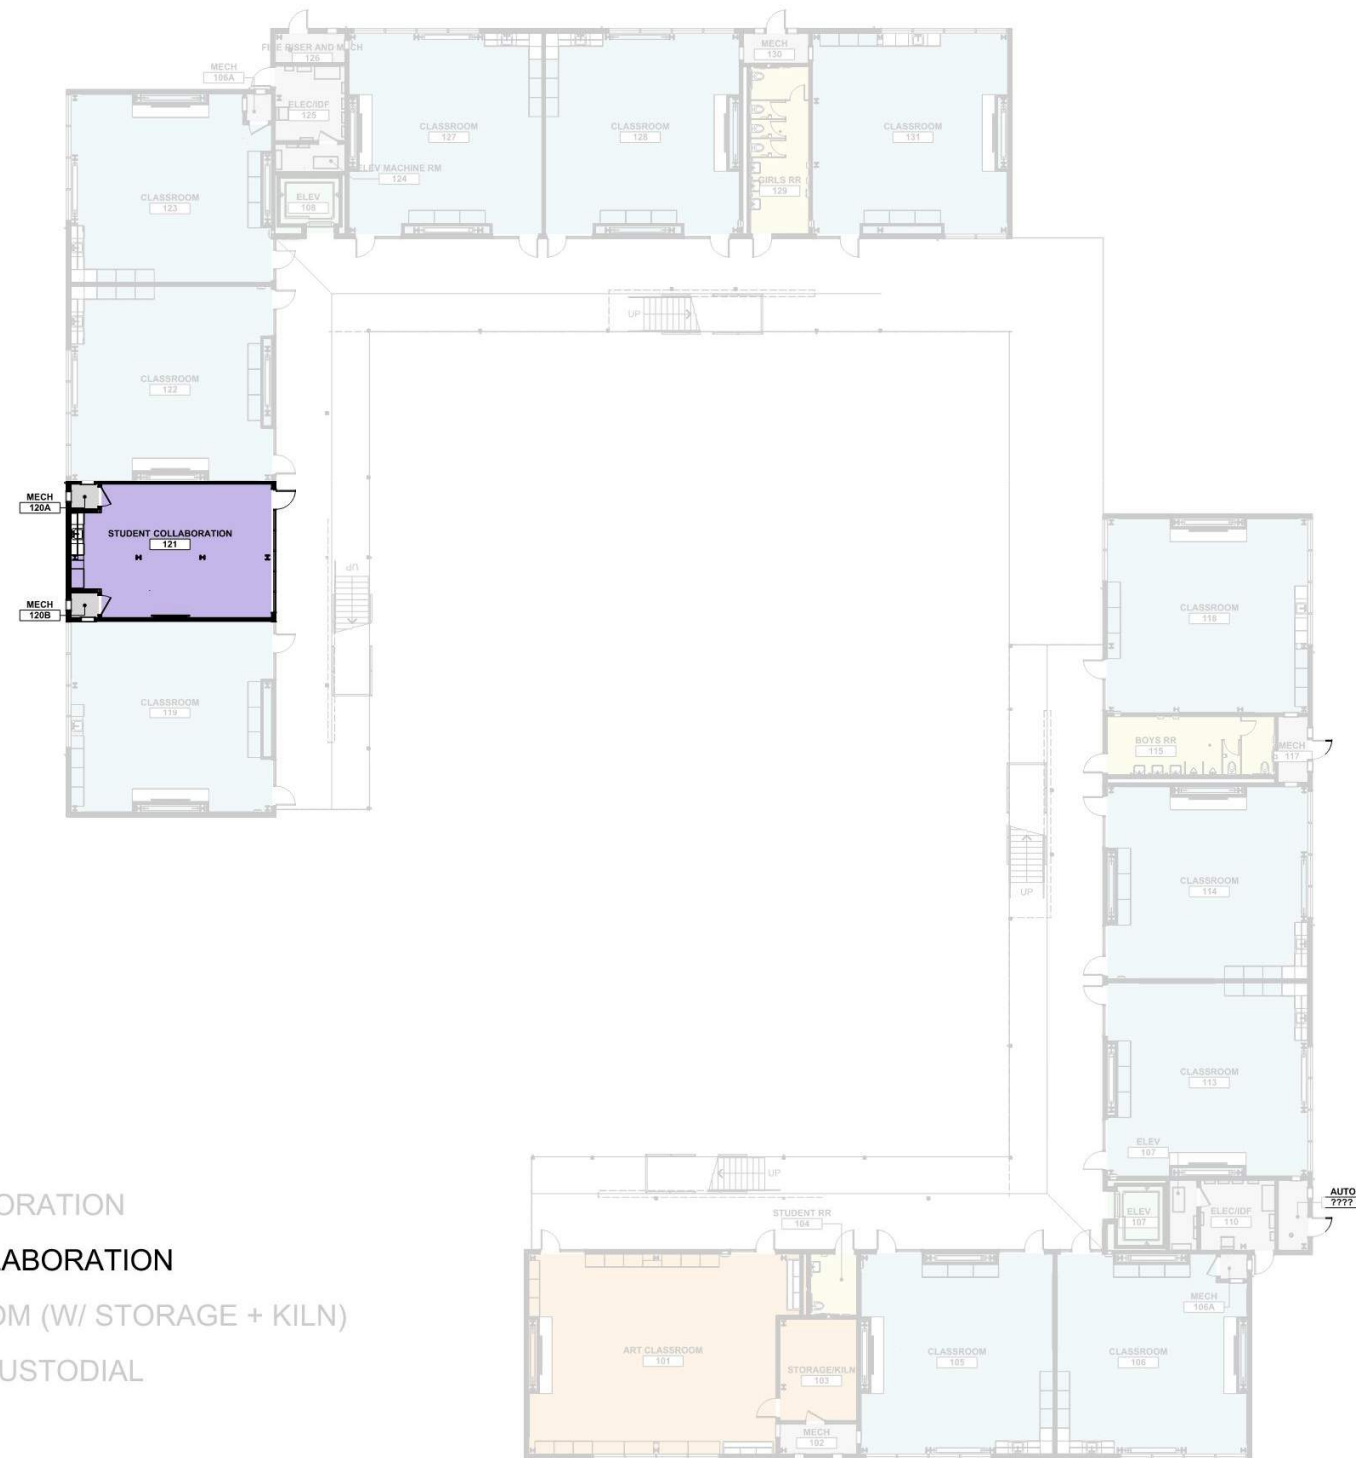 FIRE RISER AND MECH
126
MECH
130
MECH
106A
ELEC/IDF
125
CLASSROOM
127
CLASSROOM
128
CLASSROOM
131
ELEV MACHINE RM
124
GIRLS RR
129
CLASSROOM
123
ELEV
108
UP
CLASSROOM
122
MECH
120A
STUDENT COLLABORATION
121
UP
MECH
120B
CLASSROOM
118
CLASSROOM
119
BOYS RR
115
MECH
117
UP
CLASSROOM
114
CLASSROOM
113
ELEV
107
UP
AUTO
????
ELEV
107
ELEC/IDF
110
STUDENT RR
104
ORATION
LABORATION
OM (W/ STORAGE + KILN)
USTODIAL
MECH
106A
ART CLASSROOM
101
STORAGE/KILN
103
CLASSROOM
105
CLASSROOM
106
MECH
102